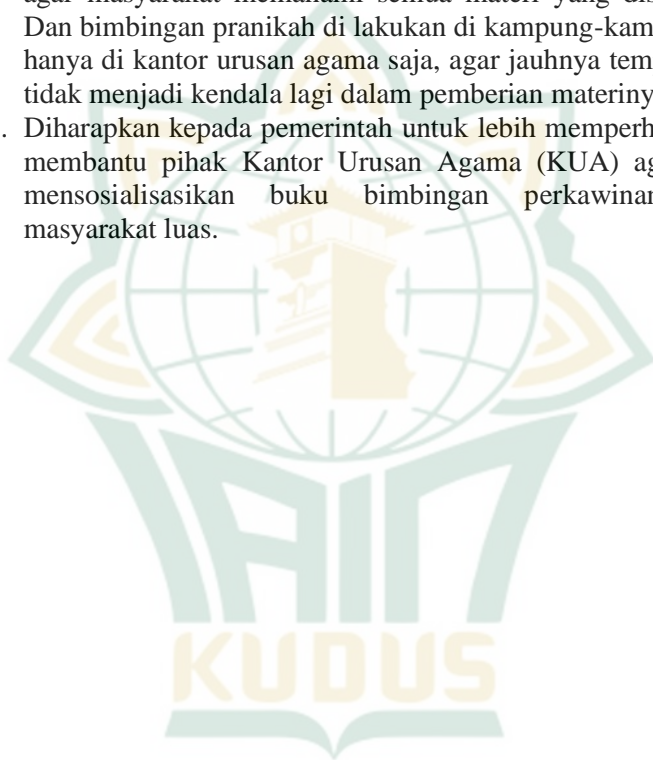 agar masyarakat memahami semua materi yang dis
Dan bimbingan pranikah di lakukan di kampung-kam
hanya di kantor urusan agama saja, agar jauhnya tem
tidak menjadi kendala lagi dalam pemberian materiny
. Diharapkan kepada pemerintah untuk lebih memperh
membantu pihak Kantor Urusan Agama (KUA) ag
mensosialisasikan buku bimbingan perkawinan
masyarakat luas.
IAIN
KUDUS